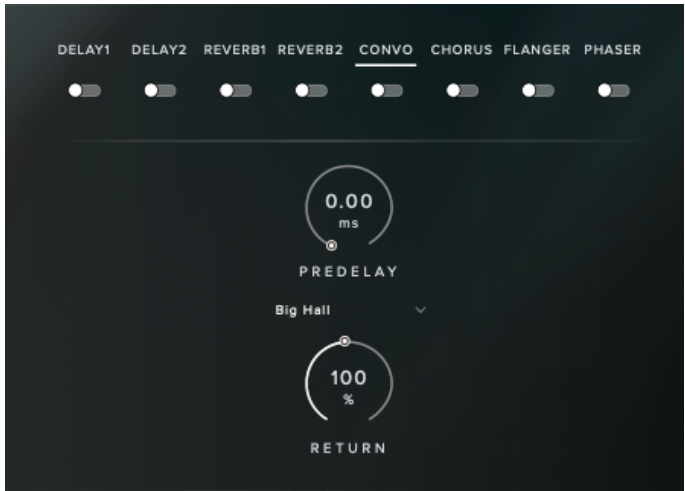 DELAY1 DELAY2 REVERB1 REVERB2 CONVO CHORUS FLANGER PHASER
0.00
ms
PREDELAY
Big Hall
100
%
RETURN